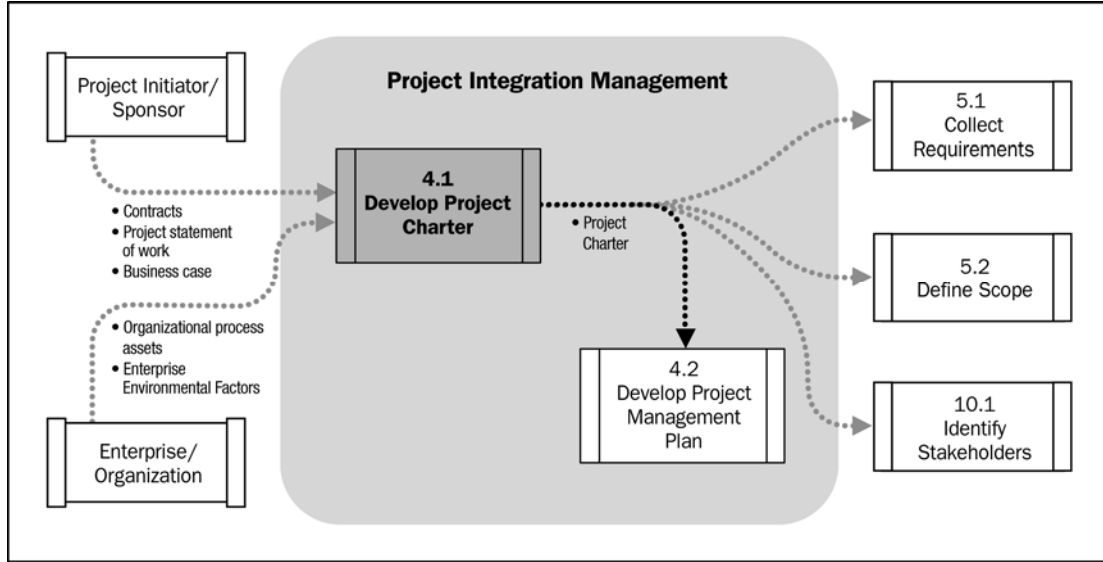 Project Integration Management
Project Initiator/
Sponsor
• Contracts
• Project statement
of work
• Business case
• Organizational process
assets
• Enterprise
Environmental Factors
Enterprise/
Organization
4.1
Develop Project
Charter
• Project
Charter
4.2
Develop Project
Management
Plan
5.1
Collect
Requirements
5.2
Define Scope
10.1
Identify
Stakeholders